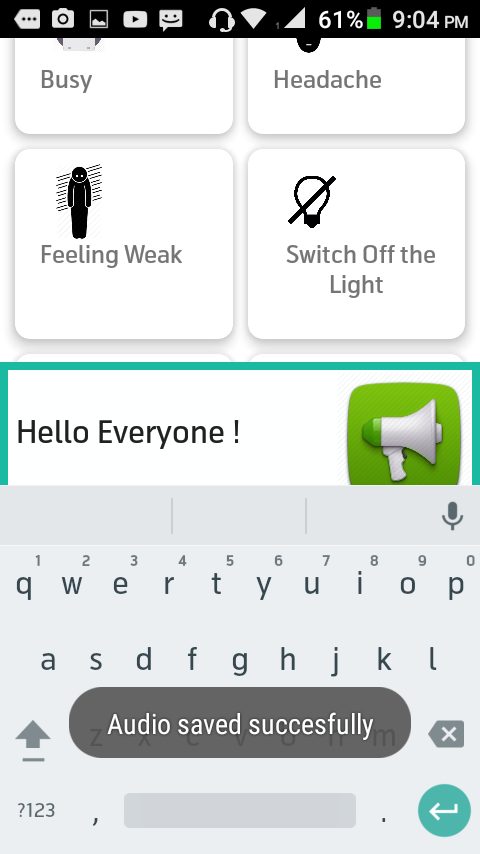 61% 9:04 PM
Busy
Headache
Feeling Weak
Switch Off the
Light
Hello Everyone !
1 2 3 4 5 6 7 8 9 0
q w e r t y u i o p
a s d f g h j k l
Audio saved succesfully
z x c v b n m
?123 , .